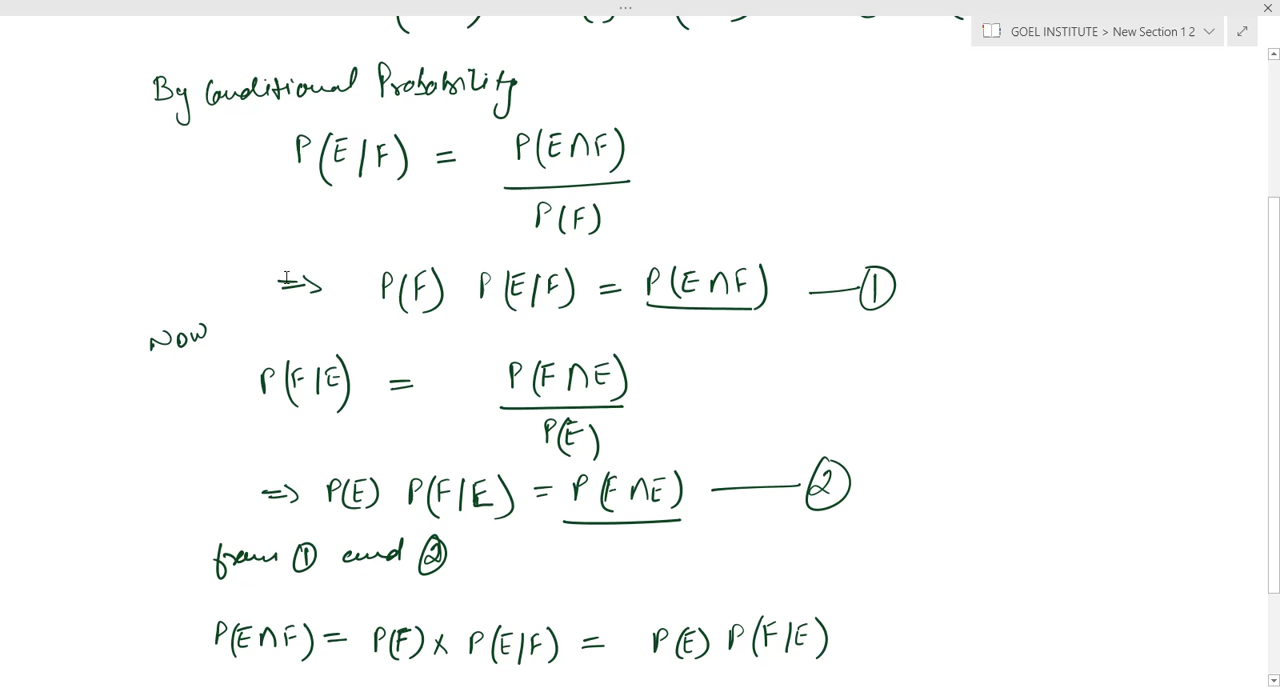 GOEL INSTITUTE > New Section 1 2
By Conditional Probability
P(E/F) = P(E∩F)
P(F)
=> P(F) P(E/F) = P(E∩F) — ①
Now
P(F|E) = P(F∩E)
P(E)
=> P(E) P(F/E) = P(F∩E) — ②
from ① and ②
P(E∩F) = P(F) x P(E/F) = P(E) P(F/E)